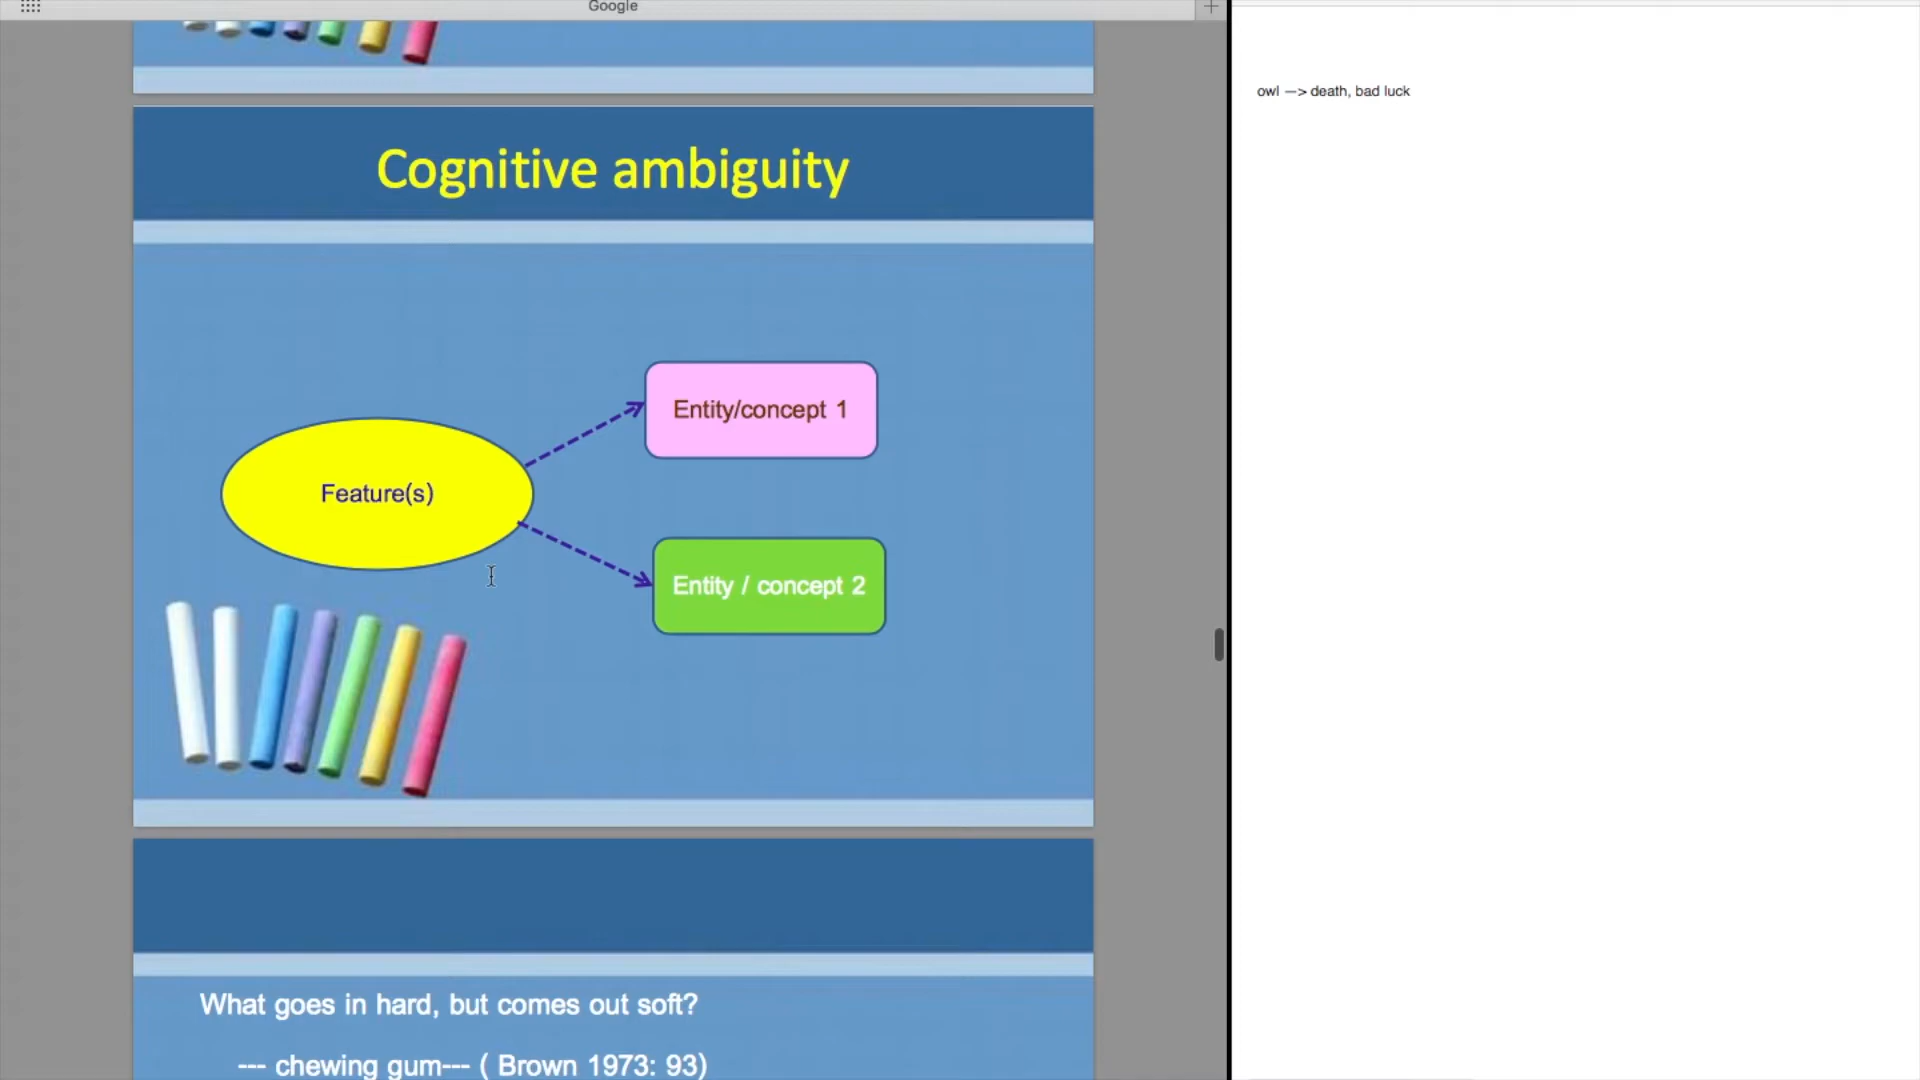 Google
owl —> death, bad luck
Cognitive ambiguity
Entity/concept 1
Feature(s)
Entity / concept 2
What goes in hard, but comes out soft?
--- chewing gum--- ( Brown 1973: 93)